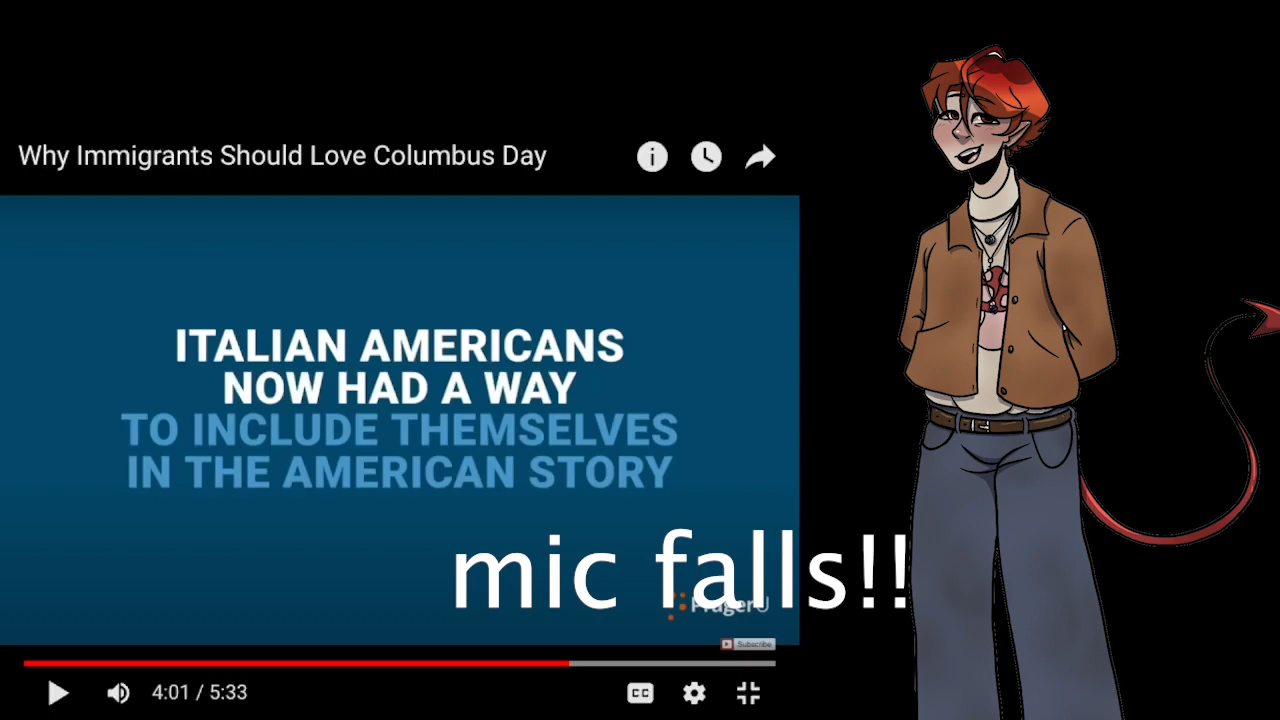 Why Immigrants Should Love Columbus Day
ITALIAN AMERICANS
NOW HAD A WAY
TO INCLUDE THEMSELVES
IN THE AMERICAN STORY
mic falls!!
PragerU
Subscribe
4:01 / 5:33
CC